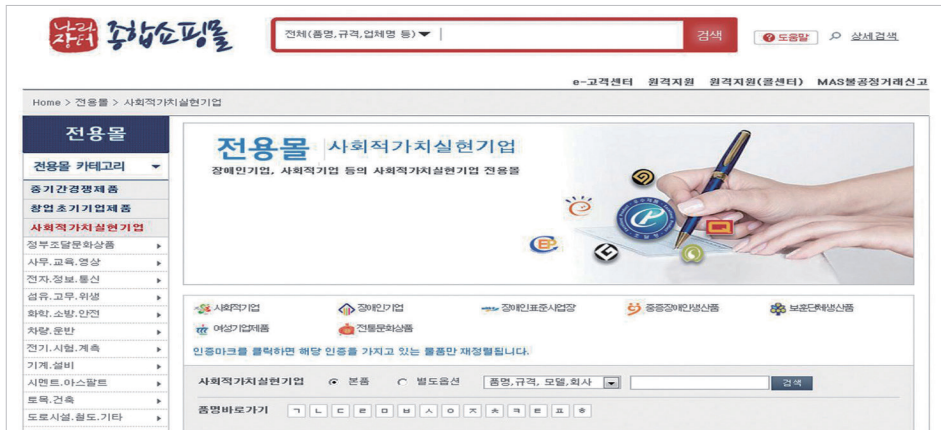 나라장터 종합쇼핑몰
전체(품명,규격,업체명 등)
검색
도움말
상세검색
e-고객센터 원격지원 원격지원(콜센터) MAS불공정거래신고
Home > 전용몰 > 사회적가치실현기업
전용몰
전용몰 카테고리
중기간경쟁제품
창업초기기업제품
사회적가치실현기업
정부조달문화상품
사무.교육.영상
전자.정보.통신
섬유.고무.위생
화학.소방.안전
차량.운반
전기.시험.계측
기계.설비
시멘트.아스팔트
토목.건축
도로시설.철도.기타
전용몰 사회적가치실현기업
장애인기업, 사회적기업 등의 사회적가치실현기업 전용몰
사회적기업 장애인기업 장애인표준사업장 중증장애인생산품 보훈단체생산품
여성기업제품 전통문화상품
인증마크를 클릭하면 해당 인증을 가지고 있는 물품만 재정렬됩니다.
사회적가치실현기업 본품 별도옵션 품명,규격, 모델,회사 검색
품명바로가기 ㄱ ㄴ ㄷ ㄹ ㅁ ㅂ ㅅ ㅇ ㅈ ㅊ ㅋ ㅌ ㅍ ㅎ